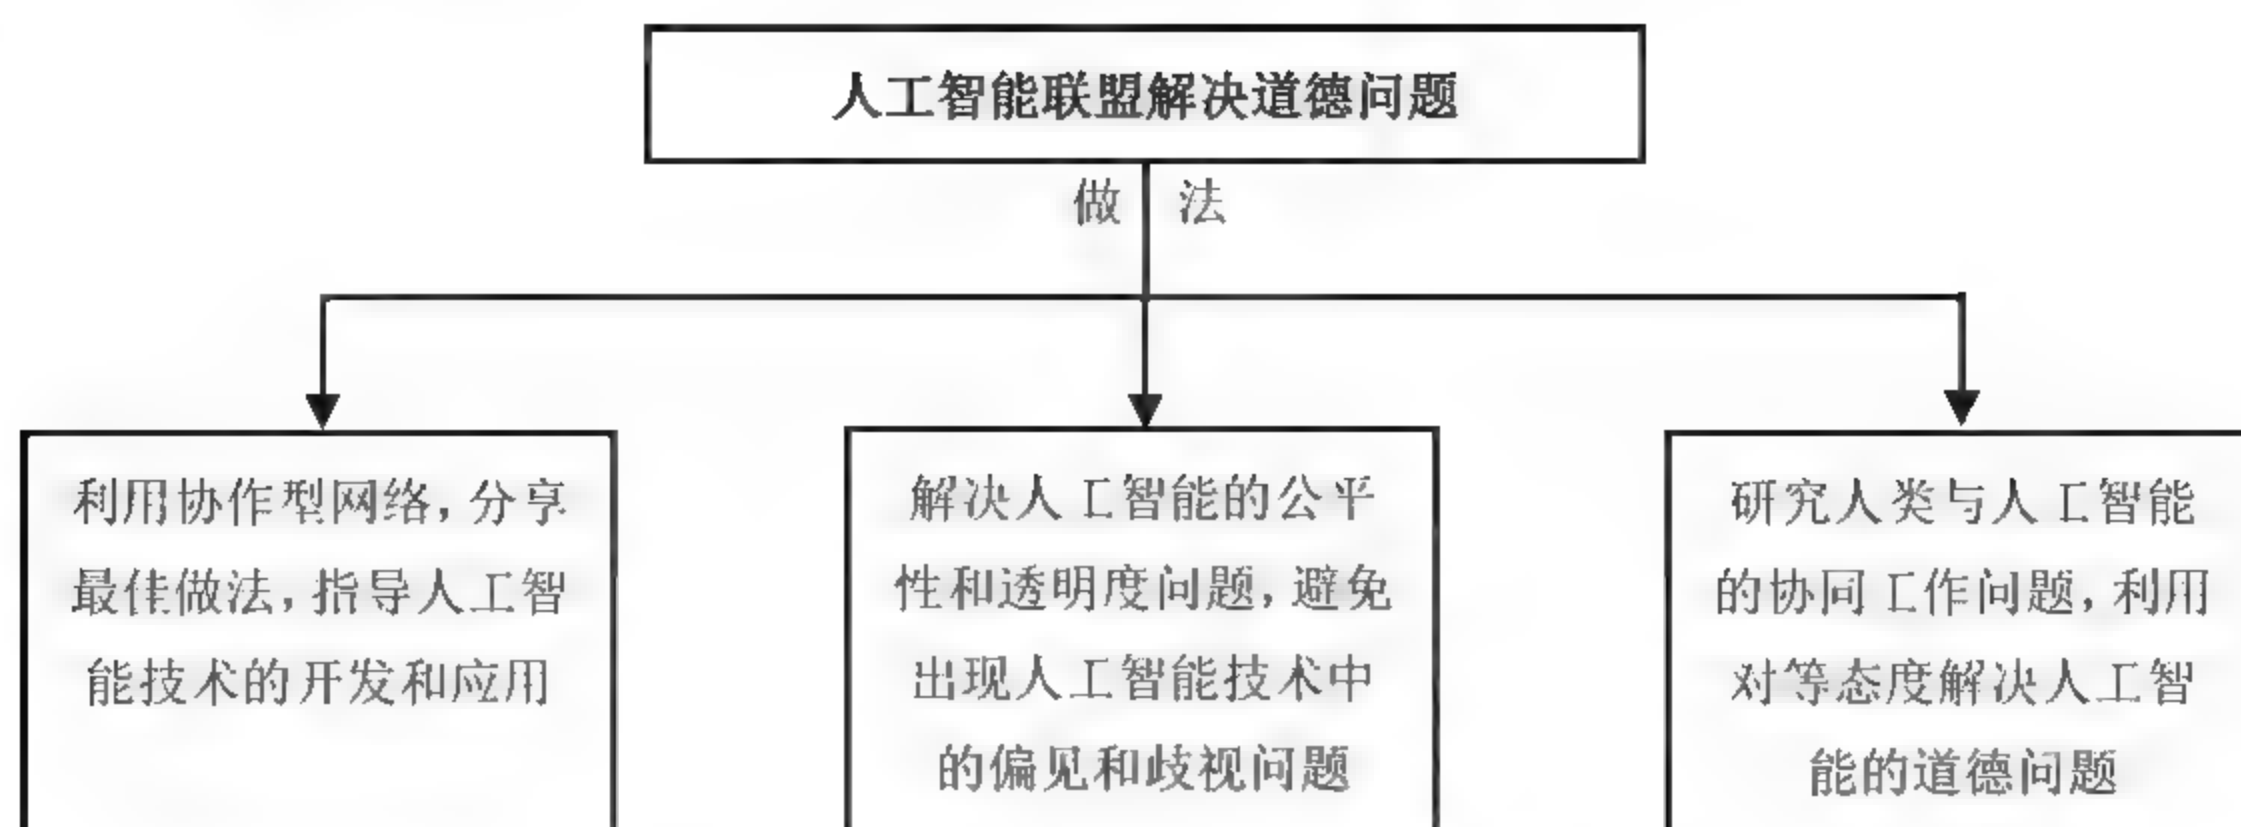 人工智能联盟解决道德问题
做 法
利用协作型网络,分享
最佳做法,指导人工智
能技术的开发和应用
解决人工智能的公平
性和透明度问题,避免
出现人工智能技术中
的偏见和歧视问题
研究人类与人工智能
的协同工作问题,利用
对等态度解决人工智
能的道德问题